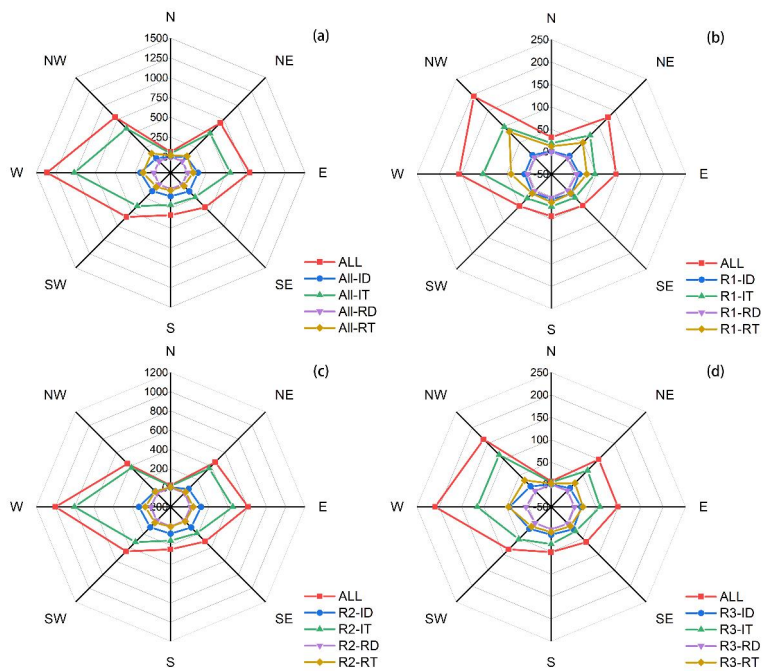 (a)
N
NE
E
SE
S
SW
W
NW
1500
1250
1000
750
500
250
0
ALL
All-ID
All-IT
All-RD
All-RT
(b)
N
NE
E
SE
S
SW
W
NW
250
200
150
100
50
0
-50
ALL
R1-ID
R1-IT
R1-RD
R1-RT
(c)
N
NE
E
SE
S
SW
W
NW
1200
1000
800
600
400
200
0
ALL
R2-ID
R2-IT
R2-RD
R2-RT
(d)
N
NE
E
SE
S
SW
W
NW
250
200
150
100
50
0
-50
ALL
R3-ID
R3-IT
R3-RD
R3-RT